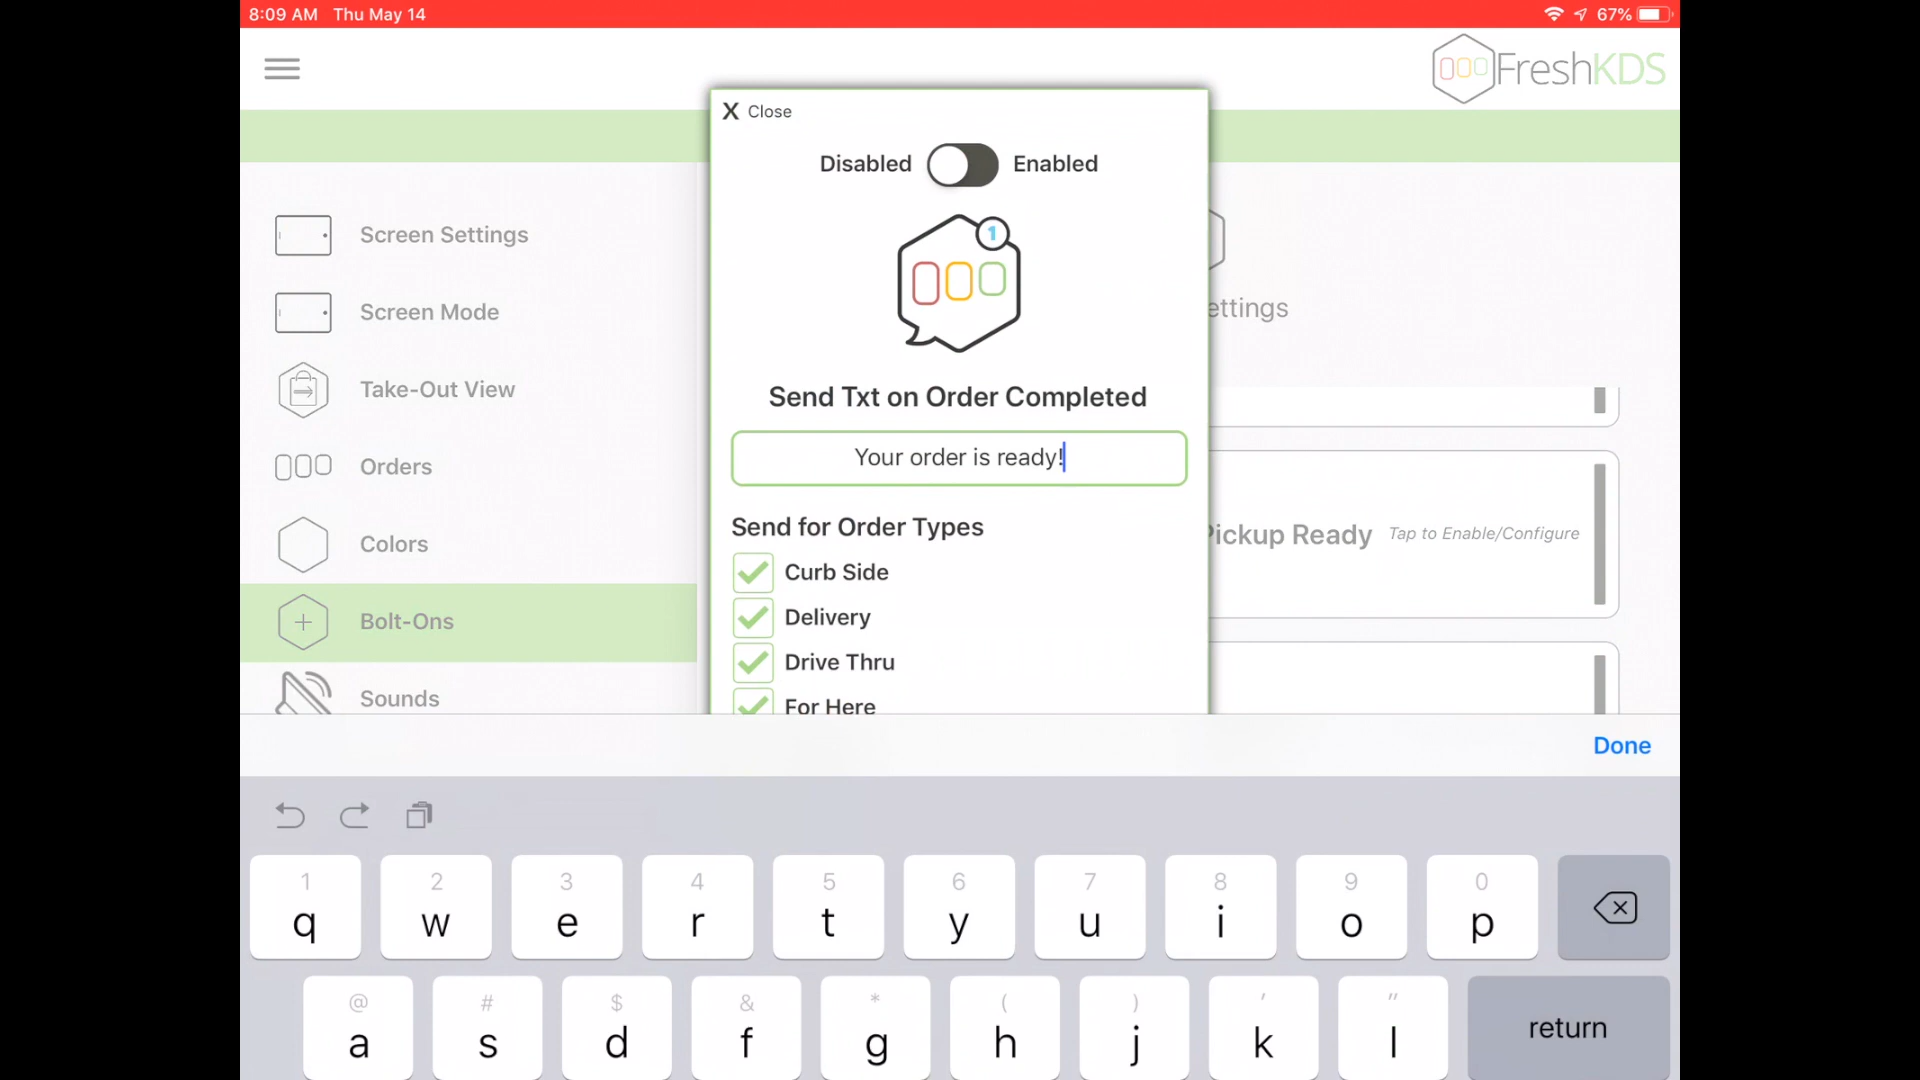 8:09 AM Thu May 14
67%
FreshKDS
X Close
Disabled Enabled
1
Screen Settings
Screen Mode
ettings
Take-Out View
Send Txt on Order Completed
Your order is ready!
Orders
Send for Order Types
Pickup Ready Tap to Enable/Configure
Colors
Curb Side
Bolt-Ons
Delivery
Drive Thru
Sounds
For Here
Done
1 2 3 4 5 6 7 8 9 0
q w e r t y u i o p
@ # $ & * ( ) ' "
a s d f g h j k l return